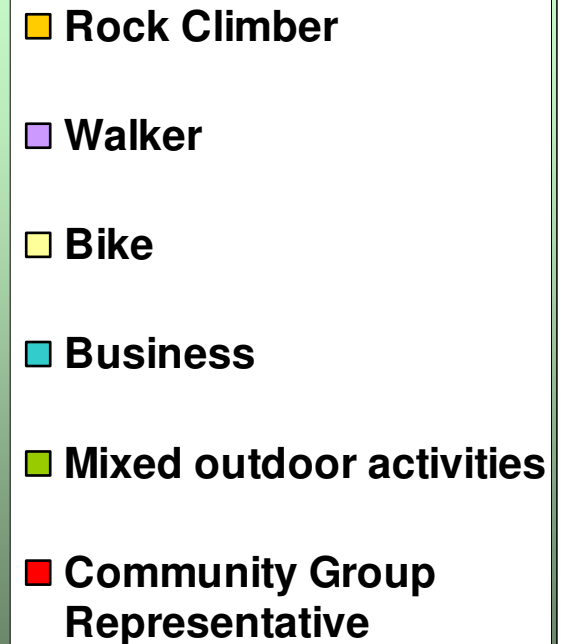 Rock Climber
Walker
Bike
Business
Mixed outdoor activities
Community Group
Representative